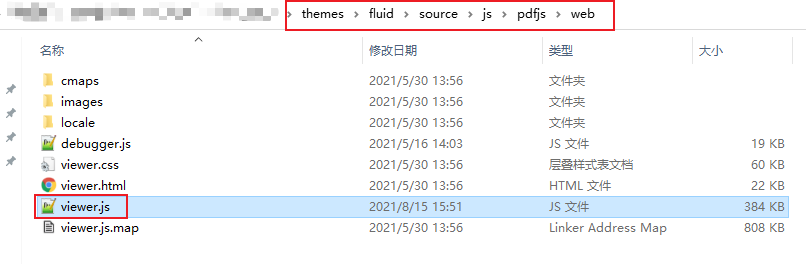 themes > fluid > source > js > pdfjs > web
名称 修改日期 类型 大小
cmaps 2021/5/30 13:56 文件夹
images 2021/5/30 13:56 文件夹
locale 2021/5/30 13:56 文件夹
debugger.js 2021/5/16 14:03 JS 文件 19 KB
viewer.css 2021/5/30 13:56 层叠样式表文档 60 KB
viewer.html 2021/5/30 13:56 HTML 文件 22 KB
viewer.js 2021/8/15 15:51 JS 文件 384 KB
viewer.js.map 2021/5/30 13:56 Linker Address Map 808 KB